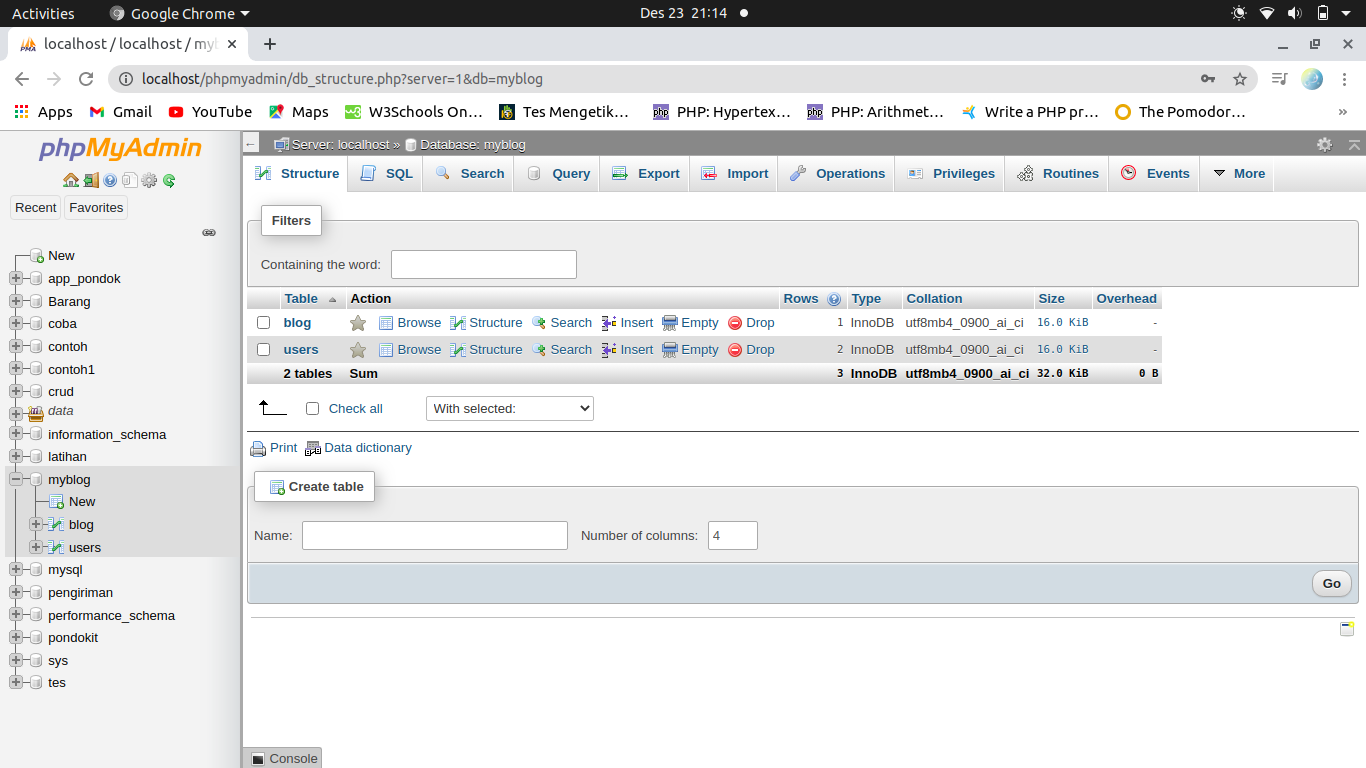 Activities Google Chrome Des 23 21:14
localhost / localhost / myb
localhost/phpmyadmin/db_structure.php?server=1&db=myblog
Apps Gmail YouTube Maps W3Schools On… Tes Mengetik… PHP: Hypertex… PHP: Arithmet… Write a PHP pr… The Pomodor… »
phpMyAdmin
Recent Favorites
New
app_pondok
Barang
coba
contoh
contoh1
crud
data
information_schema
latihan
myblog
New
blog
users
mysql
pengiriman
performance_schema
pondokit
sys
tes
Server: localhost » Database: myblog
Structure SQL Search Query Export Import Operations Privileges Routines Events More
Filters
Containing the word:
Table Action Rows Type Collation Size Overhead
blog Browse Structure Search Insert Empty Drop 1 InnoDB utf8mb4_0900_ai_ci 16.0 KiB -
users Browse Structure Search Insert Empty Drop 2 InnoDB utf8mb4_0900_ai_ci 16.0 KiB -
2 tables Sum 3 InnoDB utf8mb4_0900_ai_ci 32.0 KiB 0 B
Check all With selected:
Print Data dictionary
Create table
Name: Number of columns: 4
Go
Console